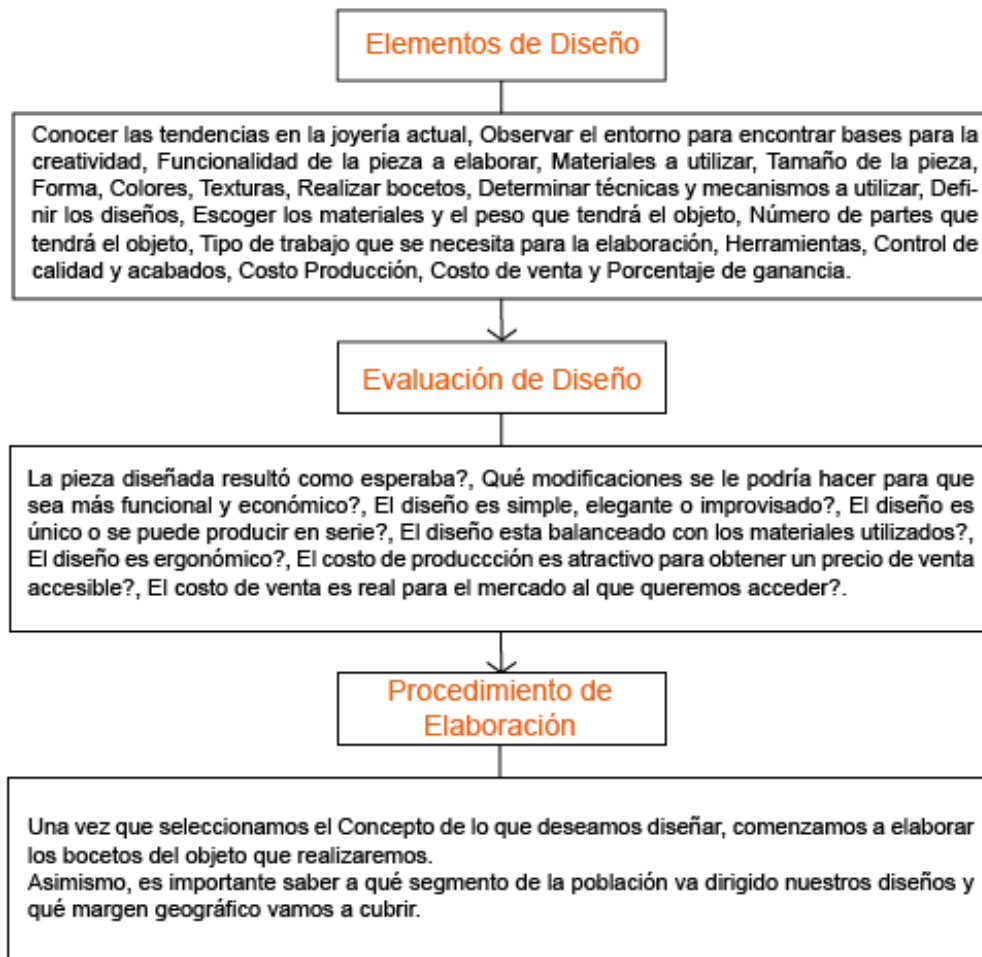 Elementos de Diseño
Conocer las tendencias en la joyería actual, Observar el entorno para encontrar bases para la
creatividad, Funcionalidad de la pieza a elaborar, Materiales a utilizar, Tamaño de la pieza,
Forma, Colores, Texturas, Realizar bocetos, Determinar técnicas y mecanismos a utilizar, Defi-
nir los diseños, Escoger los materiales y el peso que tendrá el objeto, Número de partes que
tendrá el objeto, Tipo de trabajo que se necesita para la elaboración, Herramientas, Control de
calidad y acabados, Costo Producción, Costo de venta y Porcentaje de ganancia.
Evaluación de Diseño
La pieza diseñada resultó como esperaba?, Qué modificaciones se le podría hacer para que
sea más funcional y económico?, El diseño es simple, elegante o improvisado?, El diseño es
único o se puede producir en serie?, El diseño esta balanceado con los materiales utilizados?,
El diseño es ergonómico?, El costo de produccción es atractivo para obtener un precio de venta
accesible?, El costo de venta es real para el mercado al que queremos acceder?.
Procedimiento de
Elaboración
Una vez que seleccionamos el Concepto de lo que deseamos diseñar, comenzamos a elaborar
los bocetos del objeto que realizaremos.
Asimismo, es importante saber a qué segmento de la población va dirigido nuestros diseños y
qué margen geográfico vamos a cubrir.